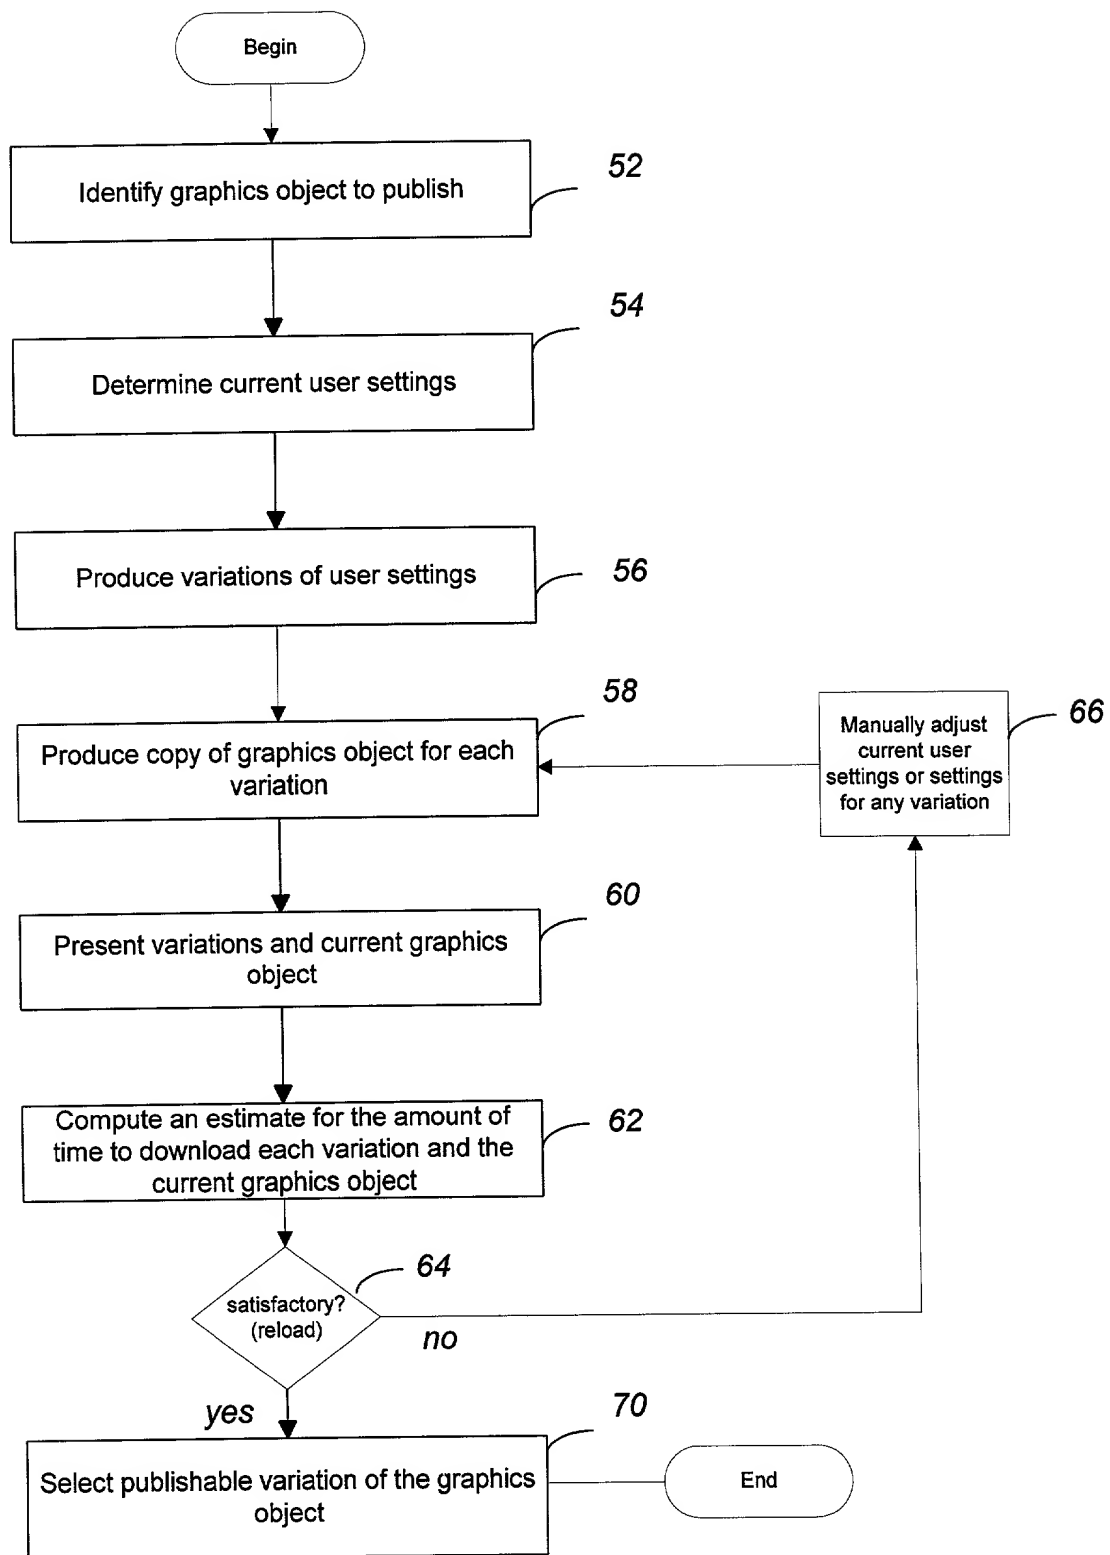 Begin
52
Identify graphics object to publish
54
Determine current user settings
56
Produce variations of user settings
58
Produce copy of graphics object for each
variation
66
Manually adjust
current user
settings or settings
for any variation
60
Present variations and current graphics
object
62
Compute an estimate for the amount of
time to download each variation and the
current graphics object
64
satisfactory?
(reload)
no
yes
70
Select publishable variation of the graphics
object
End